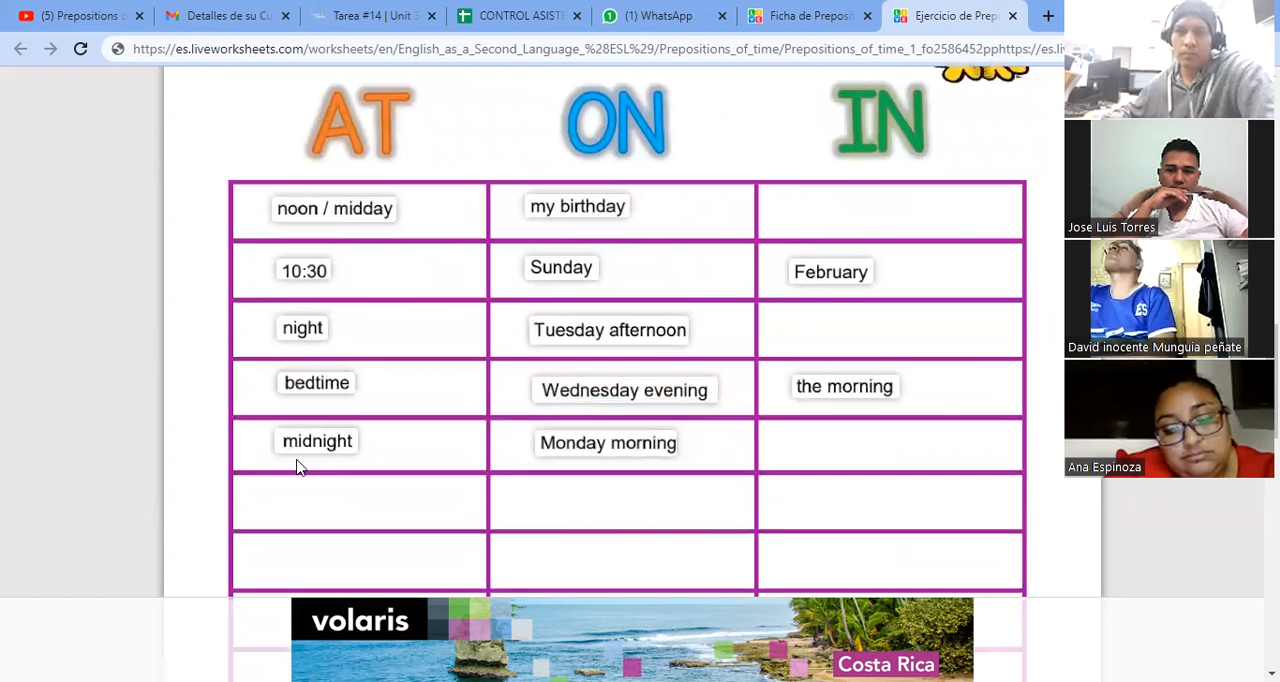 (5) Prepositions c
Detalles de su Cu
Tarea #14 | Unit 3
CONTROL ASISTE
(1) WhatsApp
Ficha de Preposit
Ejercicio de Prep
https://es.liveworksheets.com/worksheets/en/English_as_a_Second_Language_%28ESL%29/Prepositions_of_time/Prepositions_of_time_1_fo2586452pphttps://es.li
AT ON IN
noon / midday my birthday
10:30 Sunday February
night Tuesday afternoon
bedtime Wednesday evening the morning
midnight Monday morning
volaris
Costa Rica
Jose Luis Torres
ES
David inocente Munguia peñate
Ana Espinoza